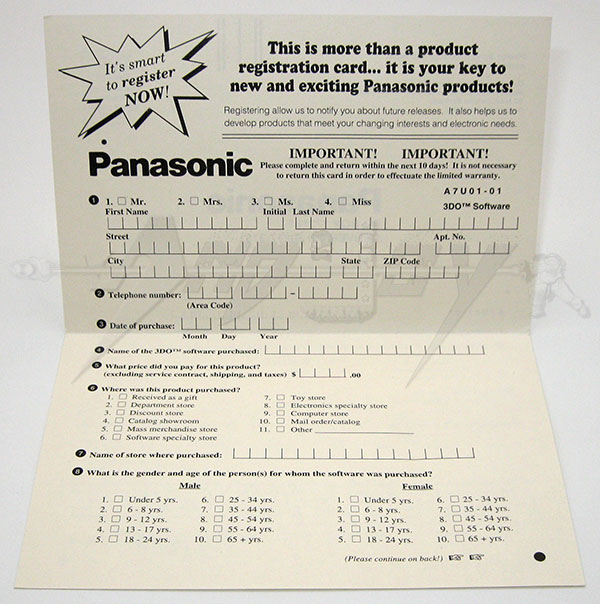 It's smart
to register
NOW!
This is more than a product
registration card... it is your key to
new and exciting Panasonic products!
Registering allow us to notify you about future releases. It also helps us to
develop products that meet your changing interests and electronic needs.
Panasonic
IMPORTANT! IMPORTANT!
Please complete and return within the next 10 days! It is not necessary
to return this card in order to effectuate the limited warranty.
A7U01-01
3DO™ Software
1 1. □ Mr. 2. □ Mrs. 3. □ Ms. 4. □ Miss
First Name Initial Last Name
Street Apt. No.
City State ZIP Code
2 Telephone number:
(Area Code)
3 Date of purchase:
Month Day Year
4 Name of the 3DO™ software purchased:
5 What price did you pay for this product?
(excluding service contract, shipping, and taxes) $ .00
6 Where was this product purchased?
1. □ Received as a gift 7. □ Toy store
2. □ Department store 8. □ Electronics specialty store
3. □ Discount store 9. □ Computer store
4. □ Catalog showroom 10. □ Mail order/catalog
5. □ Mass merchandise store 11. □ Other
6. □ Software specialty store
7 Name of store where purchased:
8 What is the gender and age of the person(s) for whom the software was purchased?
Male Female
1. □ Under 5 yrs. 6. □ 25 - 34 yrs. 1. □ Under 5 yrs. 6. □ 25 - 34 yrs.
2. □ 6 - 8 yrs. 7. □ 35 - 44 yrs. 2. □ 6 - 8 yrs. 7. □ 35 - 44 yrs.
3. □ 9 - 12 yrs. 8. □ 45 - 54 yrs. 3. □ 9 - 12 yrs. 8. □ 45 - 54 yrs.
4. □ 13 - 17 yrs. 9. □ 55 - 64 yrs. 4. □ 13 - 17 yrs. 9. □ 55 - 64 yrs.
5. □ 18 - 24 yrs. 10. □ 65 + yrs. 5. □ 18 - 24 yrs. 10. □ 65 + yrs.
(Please continue on back!)